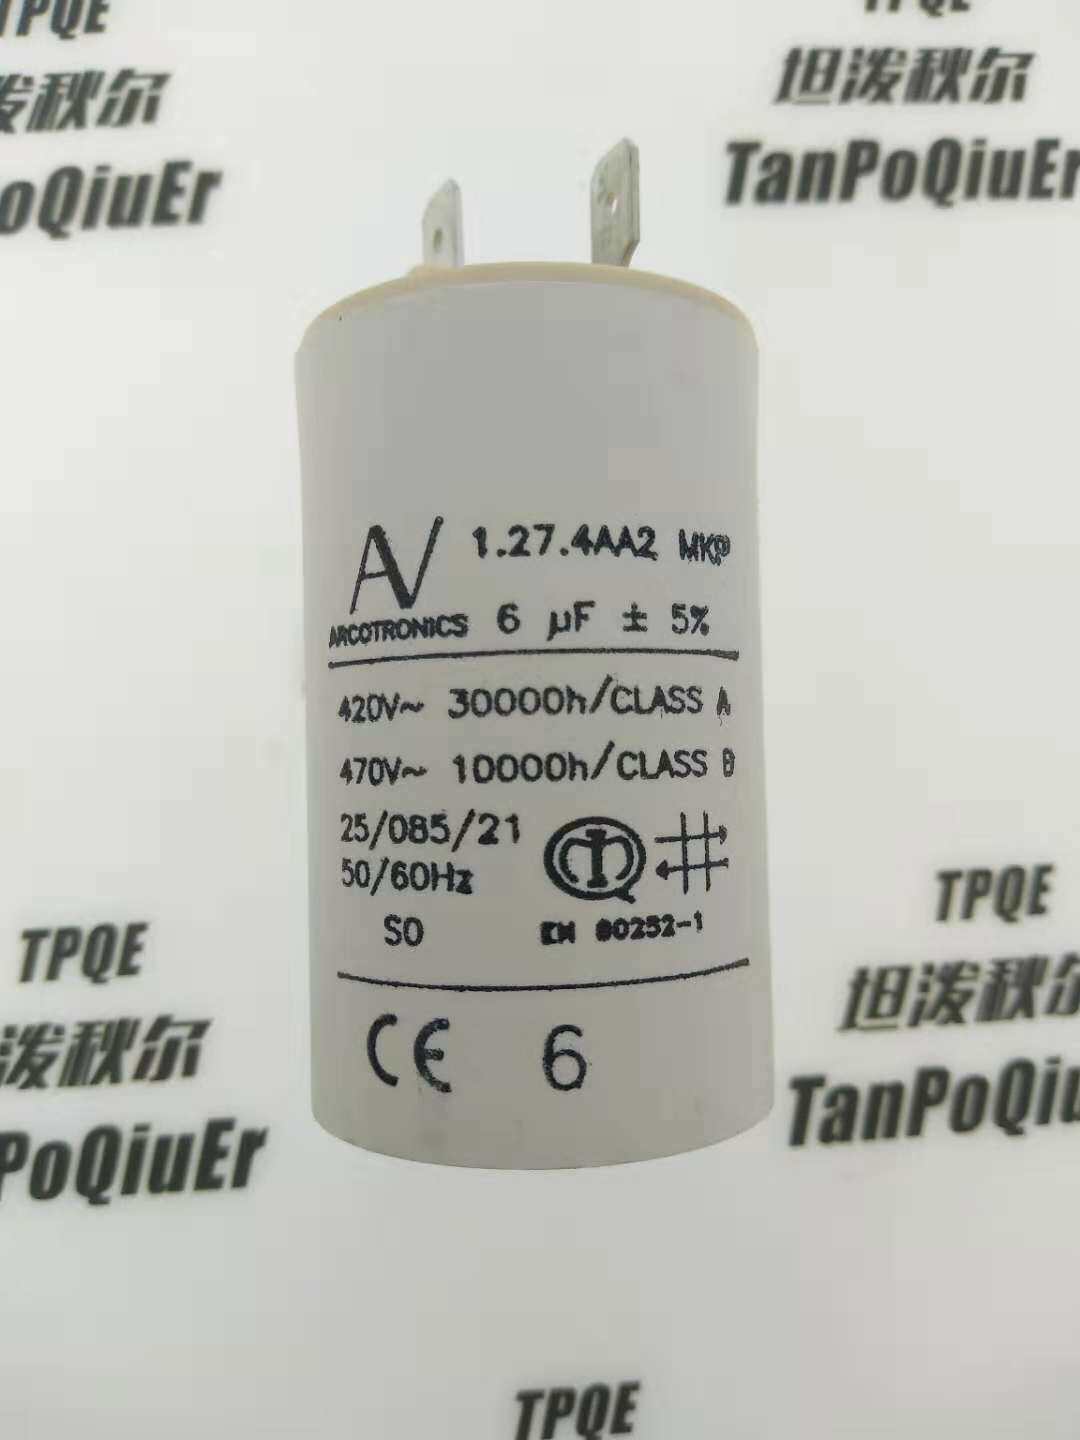 TPQE
泼秋尔
oQiuEr
TPQE
坦泼秋尔
TanPoQiuEr
AV
ARCOTRONICS
1.27.4AA2 MKP
6 µF ± 5%
420V~ 30000h/CLASS A
470V~ 10000h/CLASS B
25/085/21
50/60Hz
S0
EN 60252-1
CE 6
TPQE
泼秋尔
PoQiuEr
TPQE
坦泼秋尔
TanPoQiu
TPQE